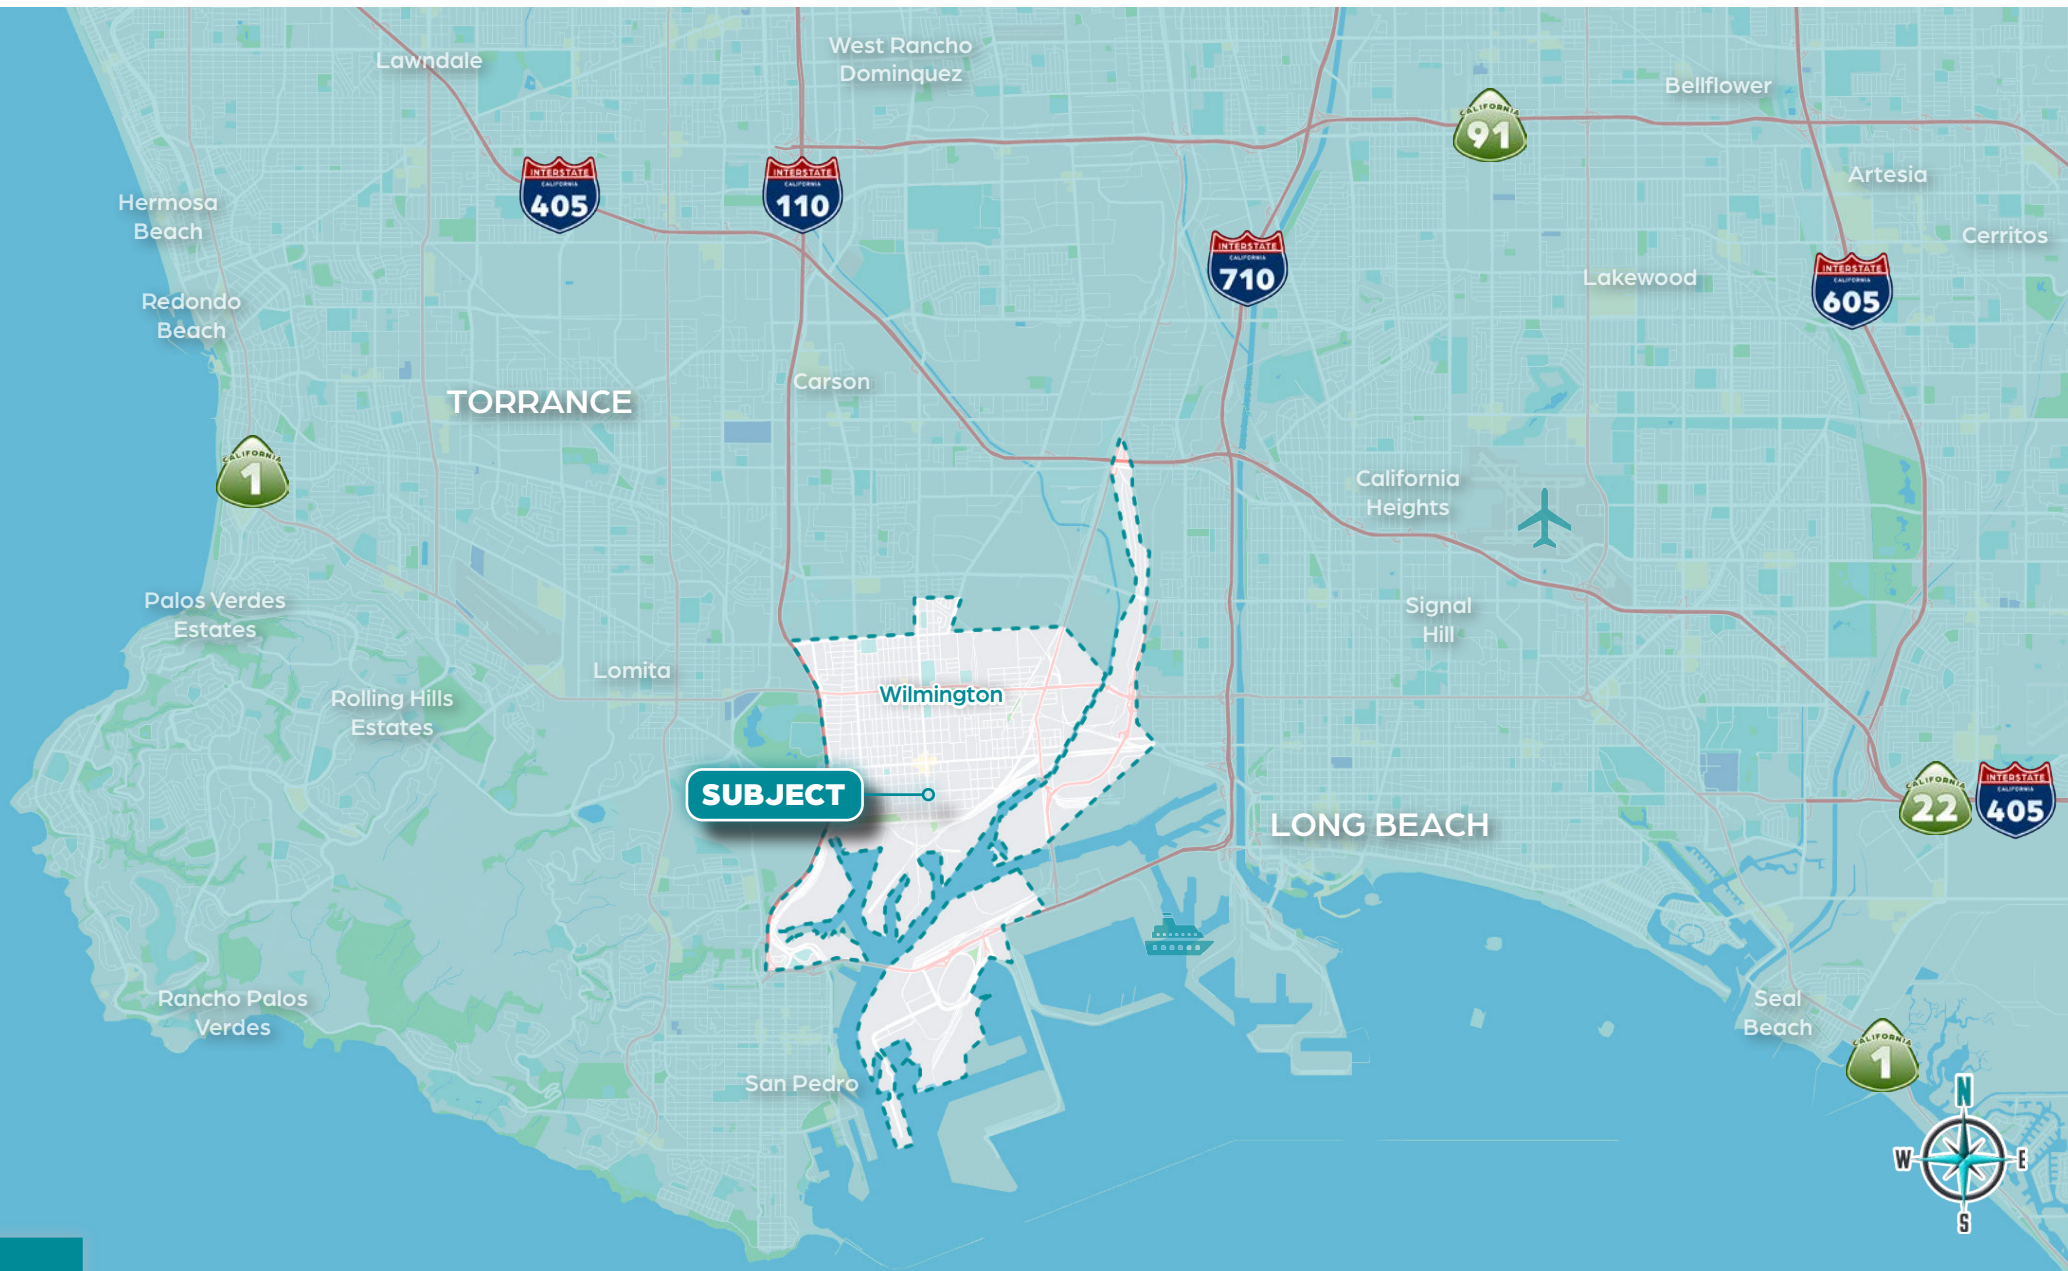 Lawndale
West Rancho
Dominquez
Bellflower
CALIFORNIA
91
INTERSTATE
CALIFORNIA
405
INTERSTATE
CALIFORNIA
110
Artesia
Hermosa
Beach
INTERSTATE
CALIFORNIA
710
Cerritos
Lakewood
INTERSTATE
CALIFORNIA
605
Redondo
Beach
Carson
TORRANCE
CALIFORNIA
1
California
Heights
Palos Verdes
Estates
Signal
Hill
Lomita
Rolling Hills
Estates
Wilmington
SUBJECT
LONG BEACH
CALIFORNIA
22
INTERSTATE
CALIFORNIA
405
Rancho Palos
Verdes
Seal
Beach
CALIFORNIA
1
San Pedro
N
W
E
S